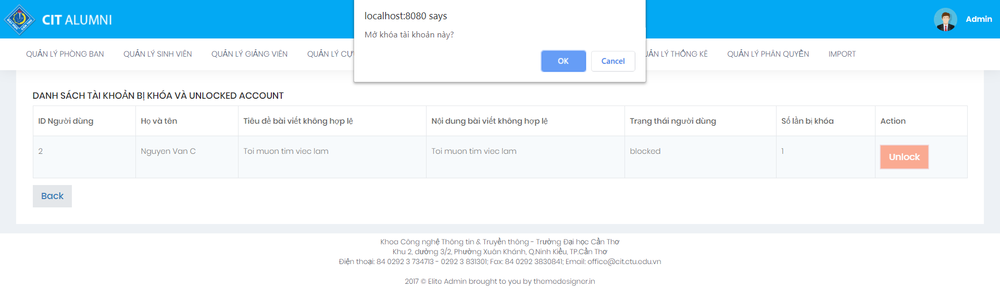 CIT ALUMNI
localhost:8080 says
Mở khóa tài khoản này?
OK
Cancel
Admin
QUẢN LÝ PHÒNG BAN
QUẢN LÝ SINH VIÊN
QUẢN LÝ GIẢNG VIÊN
QUẢN LÝ
LÝ THỐNG KÊ
QUẢN LÝ PHÂN QUYỀN
IMPORT
DANH SÁCH TÀI KHOẢN BỊ KHÓA VÀ UNLOCKED ACCOUNT
ID Người dùng
Họ và tên
Tiêu đề bài viết không hợp lệ
Nội dung bài viết không hợp lệ
Trạng thái người dùng
Số lần bị khóa
Action
2
Nguyen Van C
Toi muon tim viec lam
Toi muon tim viec lam
blocked
1
Unlock
Back
Khoa Công nghệ Thông tin & Truyền thông - Trường Đại học Cần Thơ
Khu 2, đường 3/2, Phường Xuân Khánh, Q.Ninh Kiều, TP.Cần Thơ
Điện thoại: 84 0292 3 734713 - 0292 3 831301; Fax: 84 0292 3830841; Email: office@cit.ctu.edu.vn
2017 © Elite Admin brought to you by themedesigner.in